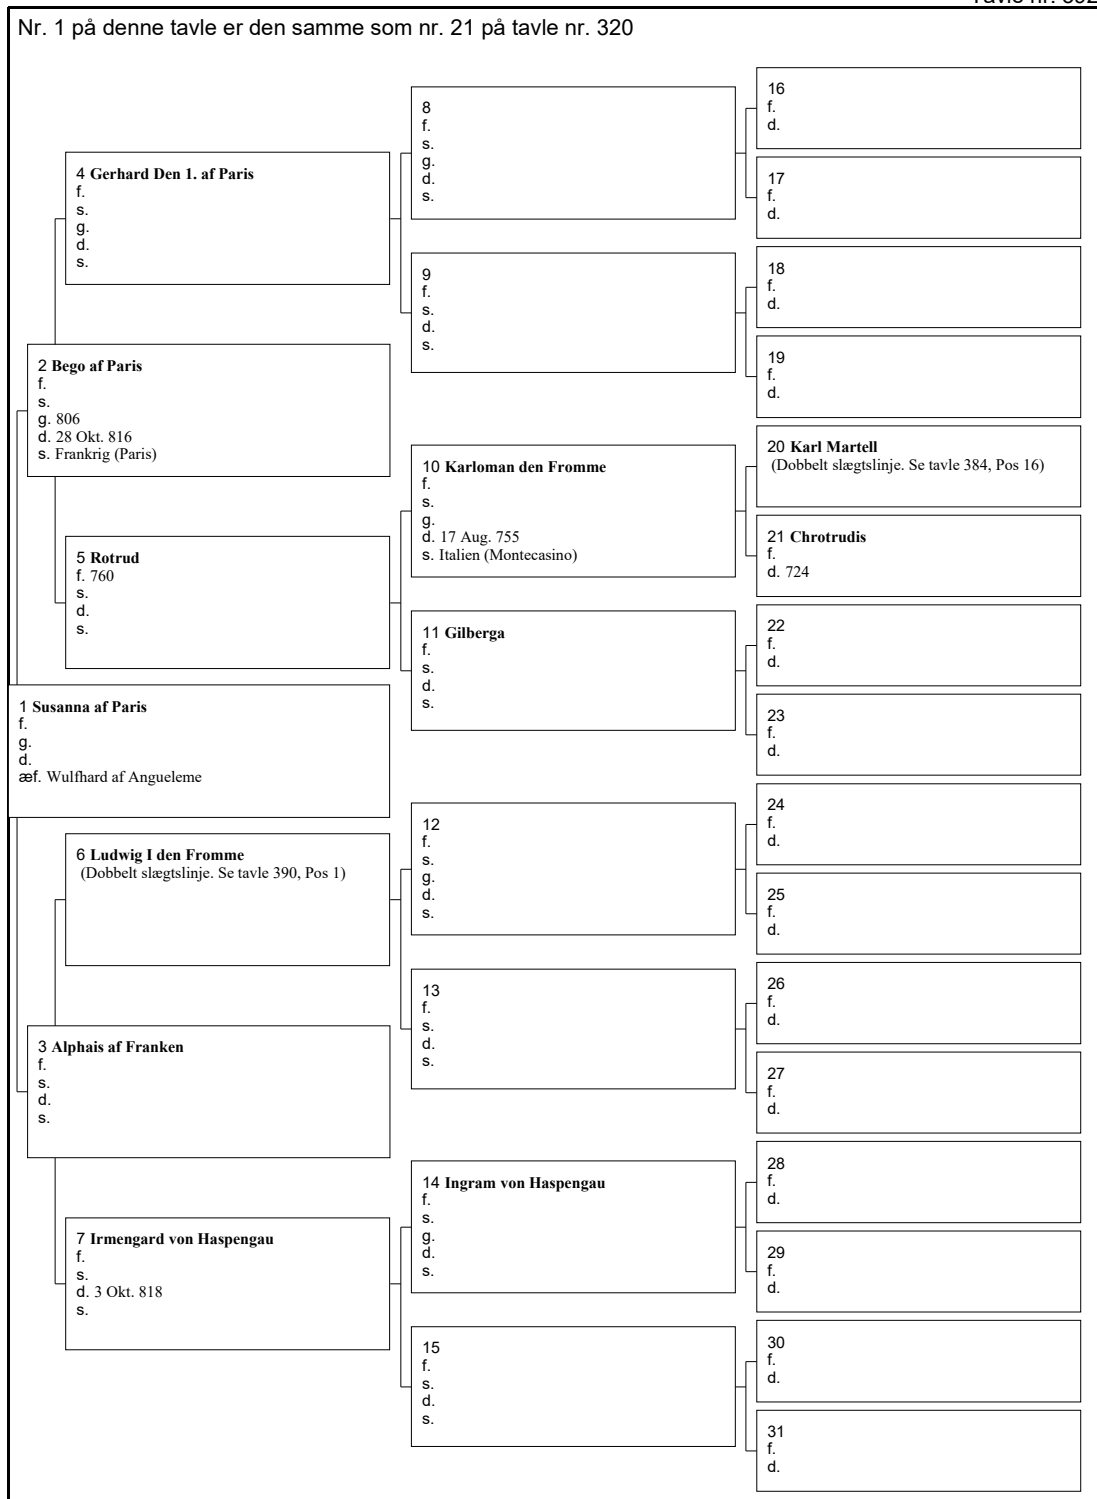 Nr. 1 på denne tavle er den samme som nr. 21 på tavle nr. 320
16
f.
d.
8
f.
s.
g.
d.
s.
4 Gerhard Den 1. af Paris
f.
s.
g.
d.
s.
17
f.
d.
18
f.
d.
9
f.
s.
d.
s.
19
f.
d.
2 Bego af Paris
f.
s.
g. 806
d. 28 Okt. 816
s. Frankrig (Paris)
20 Karl Martell
(Dobbelt slægtslinje. Se tavle 384, Pos 16)
10 Karloman den Fromme
f.
s.
g.
d. 17 Aug. 755
s. Italien (Montecasino)
21 Chrotrudis
f.
d. 724
5 Rotrud
f. 760
s.
d.
s.
22
f.
d.
11 Gilberga
f.
s.
d.
s.
23
f.
d.
1 Susanna af Paris
f.
g.
d.
æf. Wulfhard af Angueleme
24
f.
d.
12
f.
s.
g.
d.
s.
6 Ludwig I den Fromme
(Dobbelt slægtslinje. Se tavle 390, Pos 1)
25
f.
d.
26
f.
d.
13
f.
s.
d.
s.
3 Alphais af Franken
f.
s.
d.
s.
27
f.
d.
28
f.
d.
14 Ingram von Haspengau
f.
s.
g.
d.
s.
7 Irmengard von Haspengau
f.
s.
d. 3 Okt. 818
s.
29
f.
d.
30
f.
d.
15
f.
s.
d.
s.
31
f.
d.